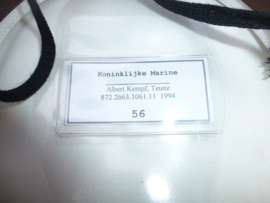 Koninklijke Marine
Albert Kempf, Teunz
872.2663.1061.11 1994
56